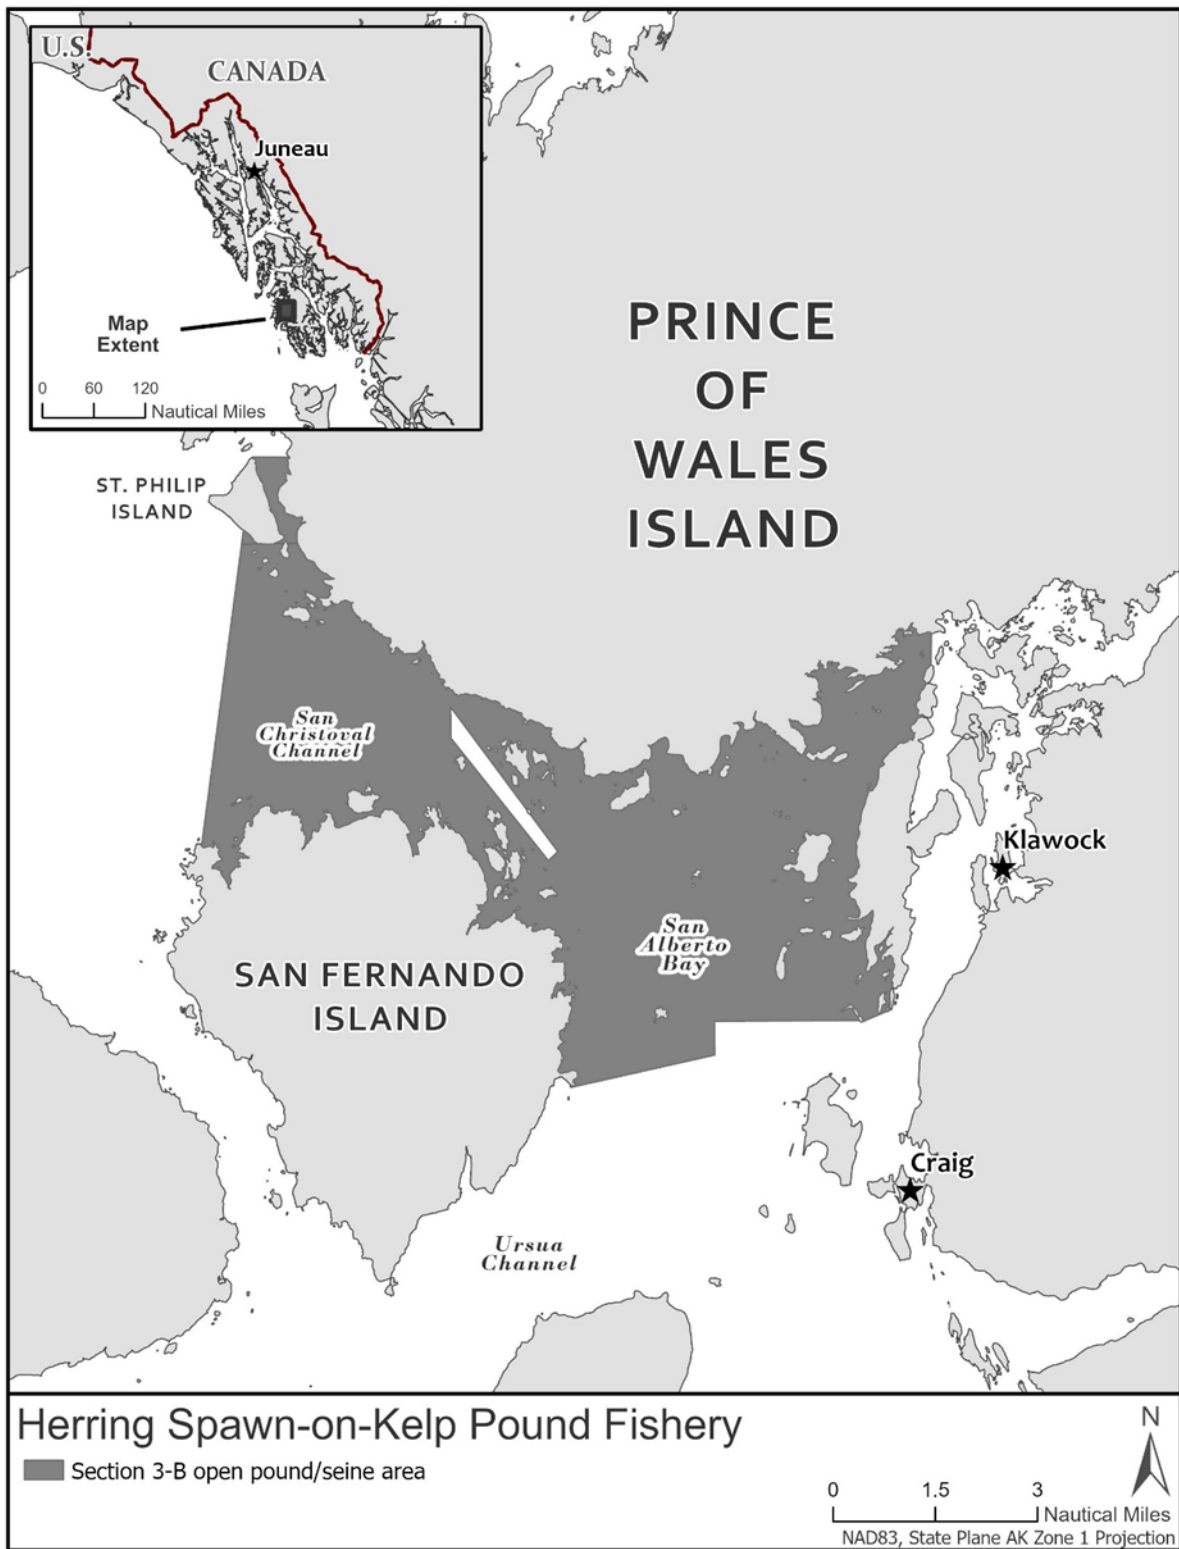 U.S.
CANADA
Juneau
Map
Extent
0 60 120
Nautical Miles
PRINCE
OF
WALES
ISLAND
ST. PHILIP
ISLAND
San
Christoval
Channel
Klawock
San
Alberto
Bay
SAN FERNANDO
ISLAND
Craig
Ursua
Channel
Herring Spawn-on-Kelp Pound Fishery
Section 3-B open pound/seine area
N
0 1.5 3
Nautical Miles
NAD83, State Plane AK Zone 1 Projection